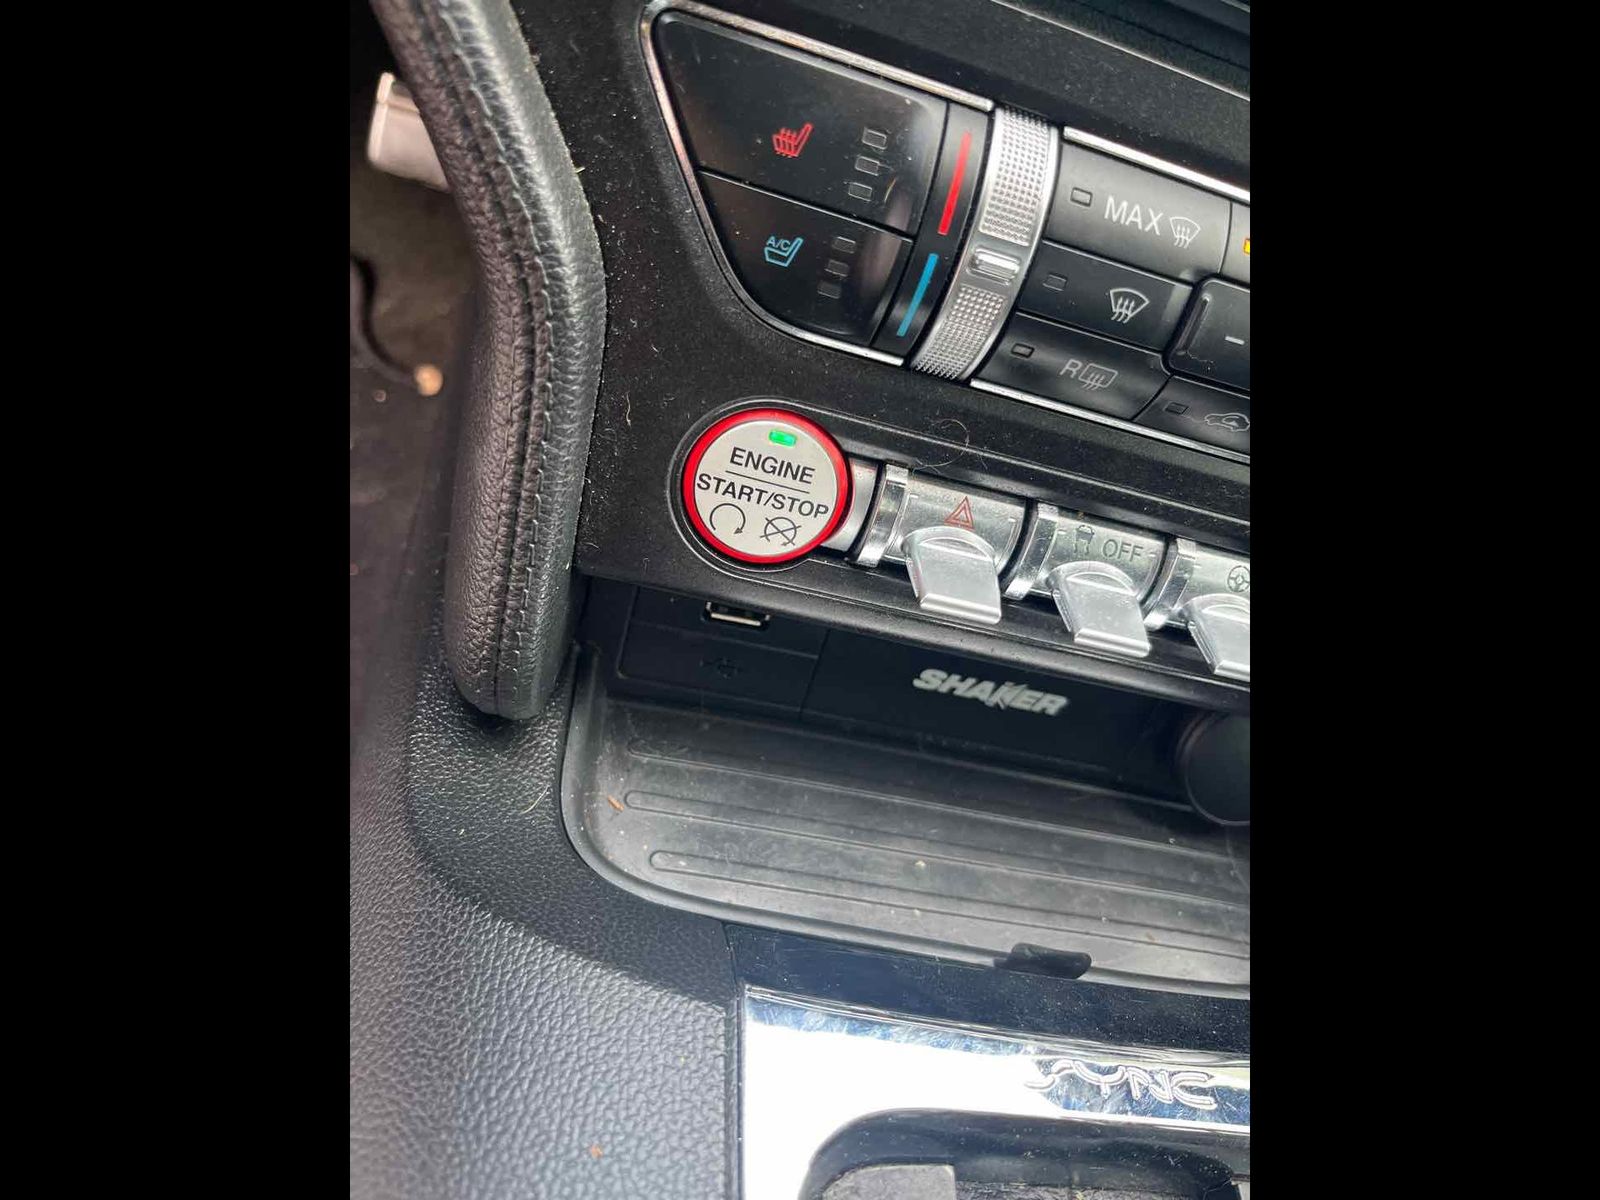 MAX
A/C
R
ENGINE
START/STOP
OFF
SHAKER
SYNC